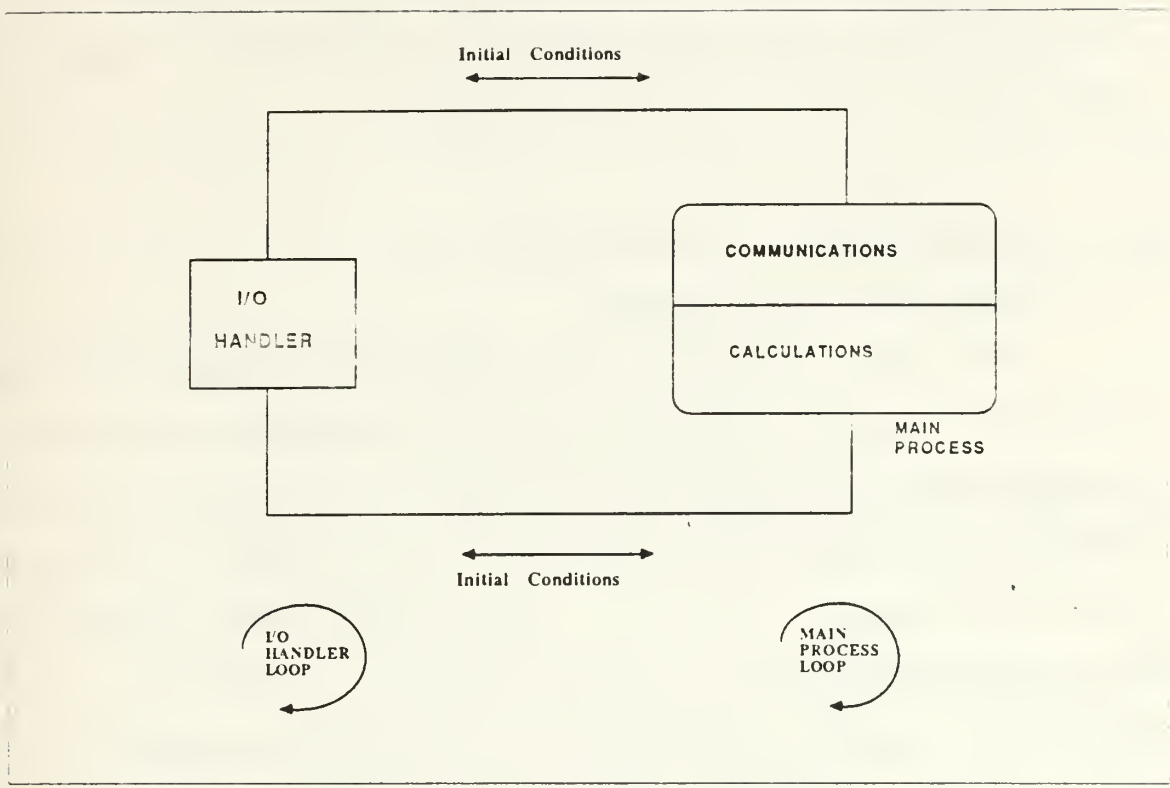 Initial Conditions
COMMUNICATIONS
I/O
HANDLER
CALCULATIONS
MAIN
PROCESS
Initial Conditions
I/O
HANDLER
LOOP
MAIN
PROCESS
LOOP